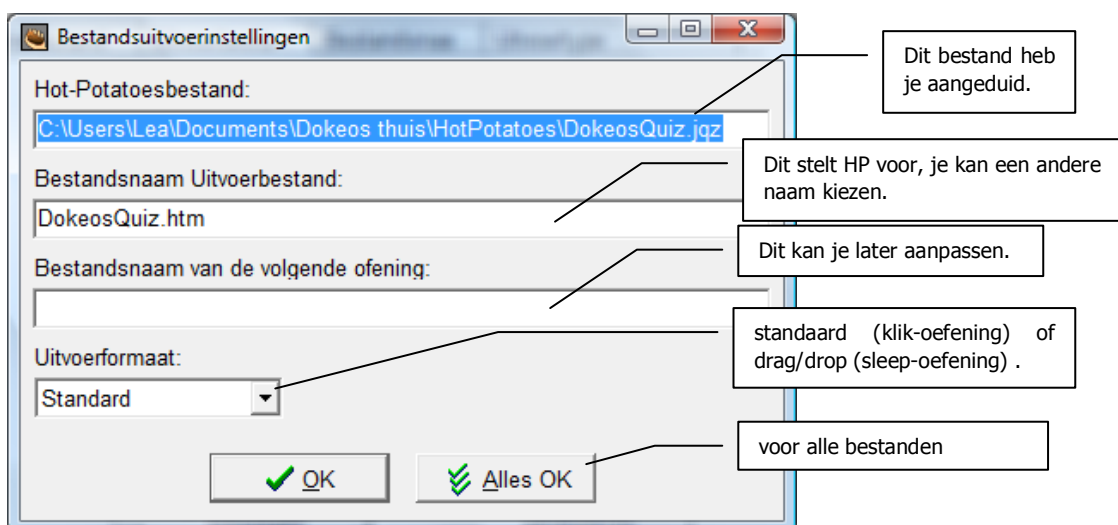 Bestandsuitvoerinstellingen
Hot-Potatoesbestand:
C:\Users\Lea\Documents\Dokeos thuis\HotPotatoes\DokeosQuiz.jqz
Bestandsnaam Uitvoerbestand:
DokeosQuiz.htm
Bestandsnaam van de volgende ofening:
Uitvoerformaat:
Standard
OK
Alles OK
Dit bestand heb
je aangeduid.
Dit stelt HP voor, je kan een andere
naam kiezen.
Dit kan je later aanpassen.
standaard (klik-oefening) of
drag/drop (sleep-oefening) .
voor alle bestanden